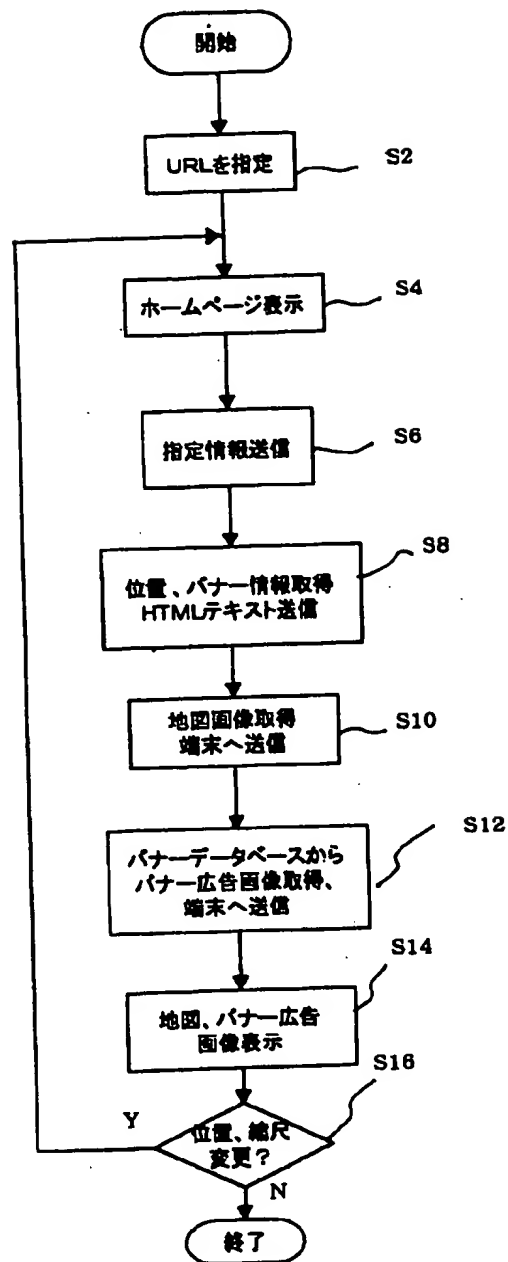 開始
URLを指定
S2
ホームページ表示
S4
指定情報送信
S6
位置、バナー情報取得
HTMLテキスト送信
S8
地図画像取得
端末へ送信
S10
バナーデータベースから
バナー広告画像取得、
端末へ送信
S12
地図、バナー広告
画像表示
S14
位置、縮尺
変更？
S16
Y
N
終了